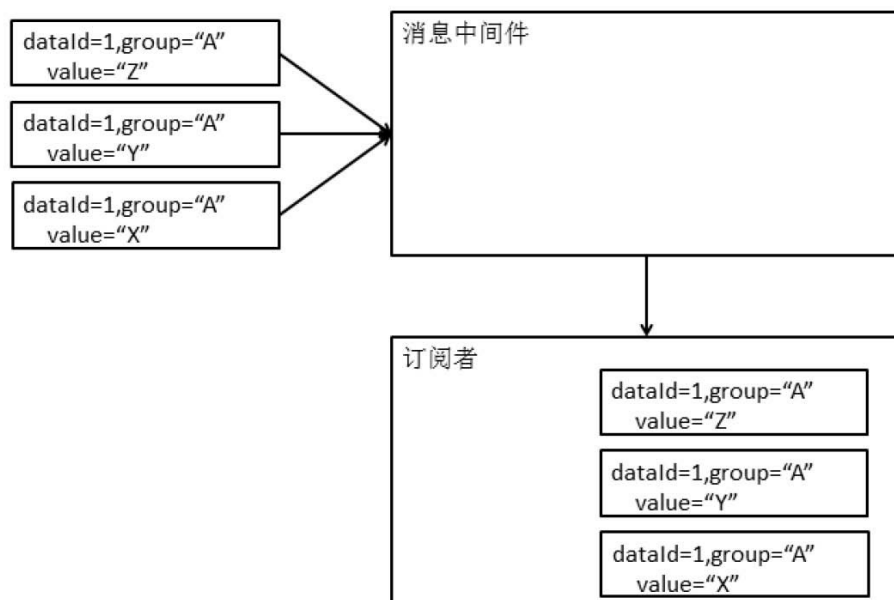 dataId=1,group=“A”
value=“Z”
dataId=1,group=“A”
value=“Y”
dataId=1,group=“A”
value=“X”
消息中间件
订阅者
dataId=1,group=“A”
value=“Z”
dataId=1,group=“A”
value=“Y”
dataId=1,group=“A”
value=“X”